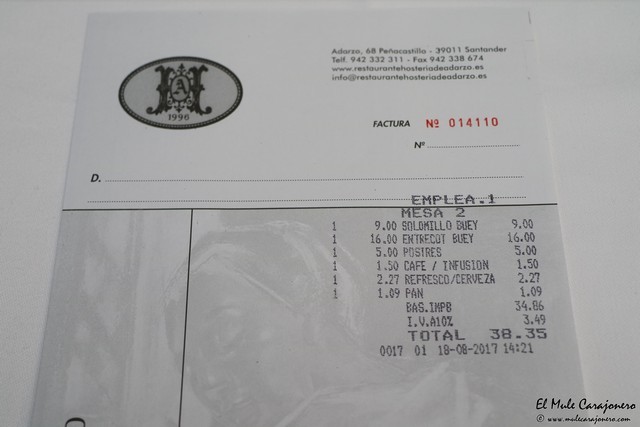 Adarzo, 68 Peñacastillo - 39011 Santander
Telf. 942 332 311 - Fax 942 338 674
www.restaurantehosteriadeadarzo.es
info@restaurantehosteriadeadarzo.es
HA
1996
FACTURA Nº 014110
Nº
D.
EMPLEA.1
MESA 2
1 9.00 SOLOMILLO BUEY 9.00
1 16.00 ENTRECOT BUEY 16.00
1 5.00 POSTRES 5.00
1 1.50 CAFE / INFUSION 1.50
1 2.27 REFRESCO/CERVEZA 2.27
1 1.09 PAN 1.09
BAS.IMPB 34.86
I.V.A10% 3.49
TOTAL 38.35
0017 01 18-08-2017 14:21
El Mule Carajonero
© www.mulecarajonero.com